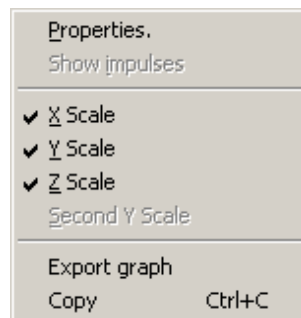 Properties.
Show impulses
X Scale
Y Scale
Z Scale
Second Y Scale
Export graph
Copy Ctrl+C